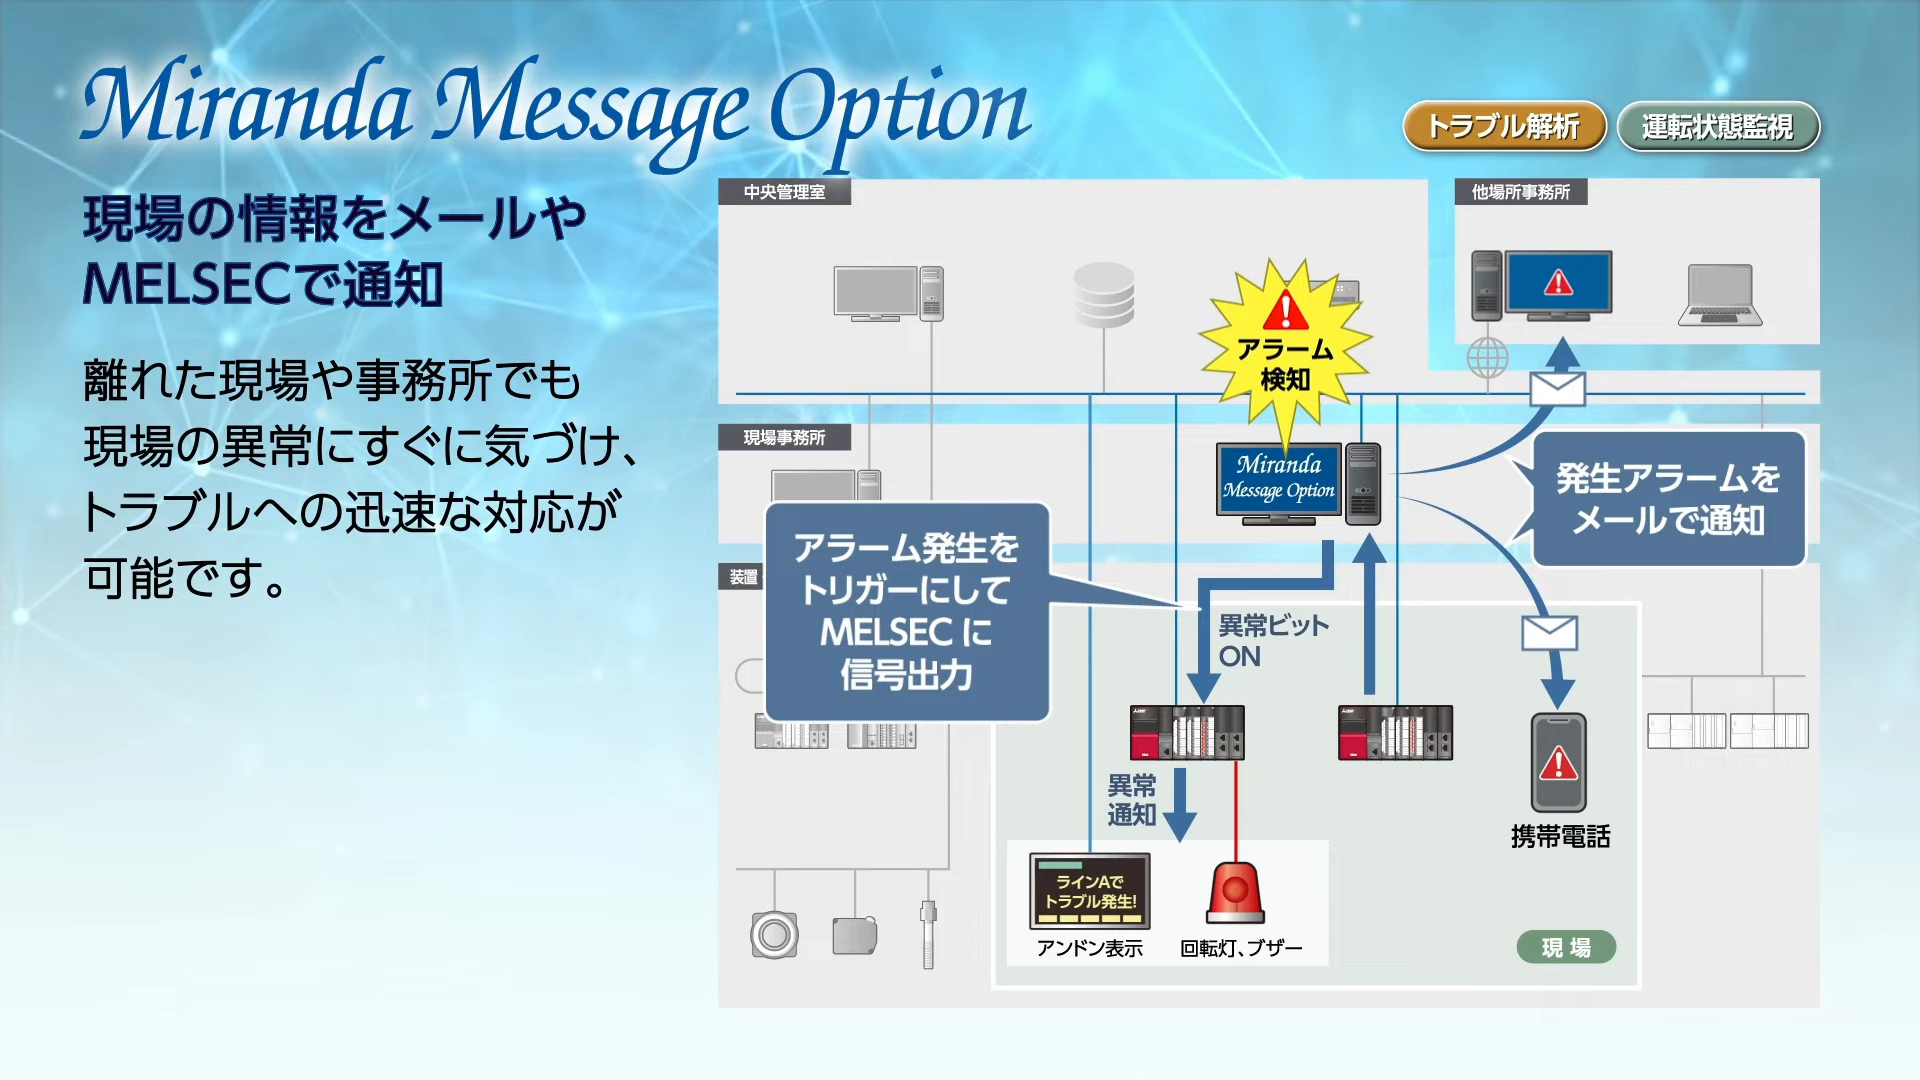 Miranda Message Option
トラブル解析
運転状態監視
現場の情報をメールや
MELSECで通知
離れた現場や事務所でも
現場の異常にすぐに気づけ、
トラブルへの迅速な対応が
可能です。
中央管理室
他場所事務所
アラーム
検知
現場事務所
Miranda
Message Option
発生アラームを
メールで通知
装置
アラーム発生を
トリガーにして
MELSEC に
信号出力
異常ビット
ON
異常
通知
携帯電話
ラインAで
トラブル発生!
アンドン表示
回転灯、ブザー
現 場